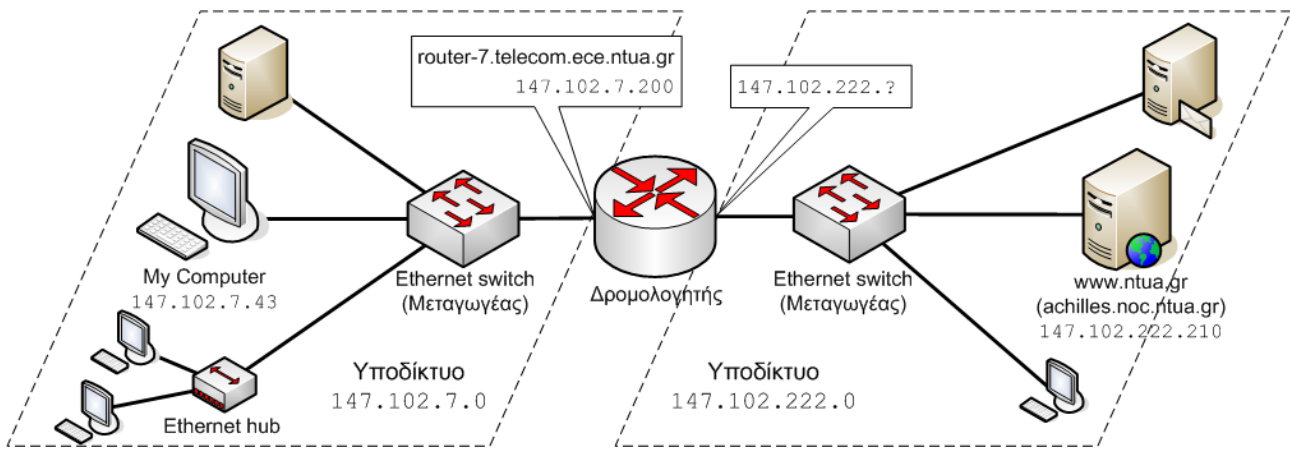 router-7.telecom.ece.ntua.gr
147.102.7.200
147.102.222.?
My Computer
147.102.7.43
Ethernet switch
(Μεταγωγέας)
Δρομολογητής
Ethernet switch
(Μεταγωγέας)
www.ntua.gr
(achilles.noc.ntua.gr)
147.102.222.210
Ethernet hub
Υποδίκτυο
147.102.7.0
Υποδίκτυο
147.102.222.0